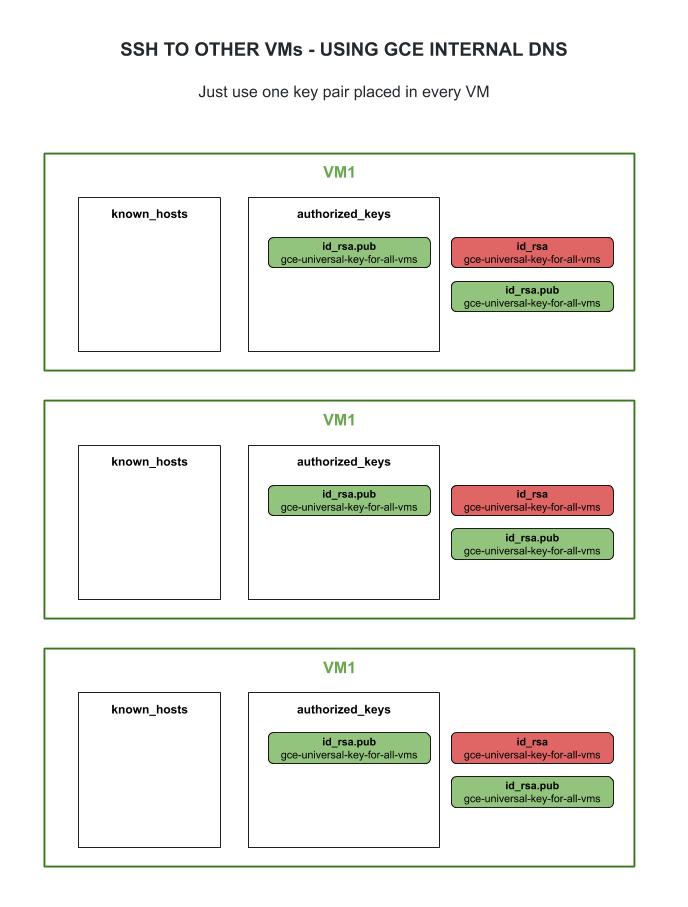 SSH TO OTHER VMs - USING GCE INTERNAL DNS
Just use one key pair placed in every VM
VM1
known_hosts
authorized_keys
id_rsa.pub
gce-universal-key-for-all-vms
id_rsa
gce-universal-key-for-all-vms
id_rsa.pub
gce-universal-key-for-all-vms
VM1
known_hosts
authorized_keys
id_rsa.pub
gce-universal-key-for-all-vms
id_rsa
gce-universal-key-for-all-vms
id_rsa.pub
gce-universal-key-for-all-vms
VM1
known_hosts
authorized_keys
id_rsa.pub
gce-universal-key-for-all-vms
id_rsa
gce-universal-key-for-all-vms
id_rsa.pub
gce-universal-key-for-all-vms